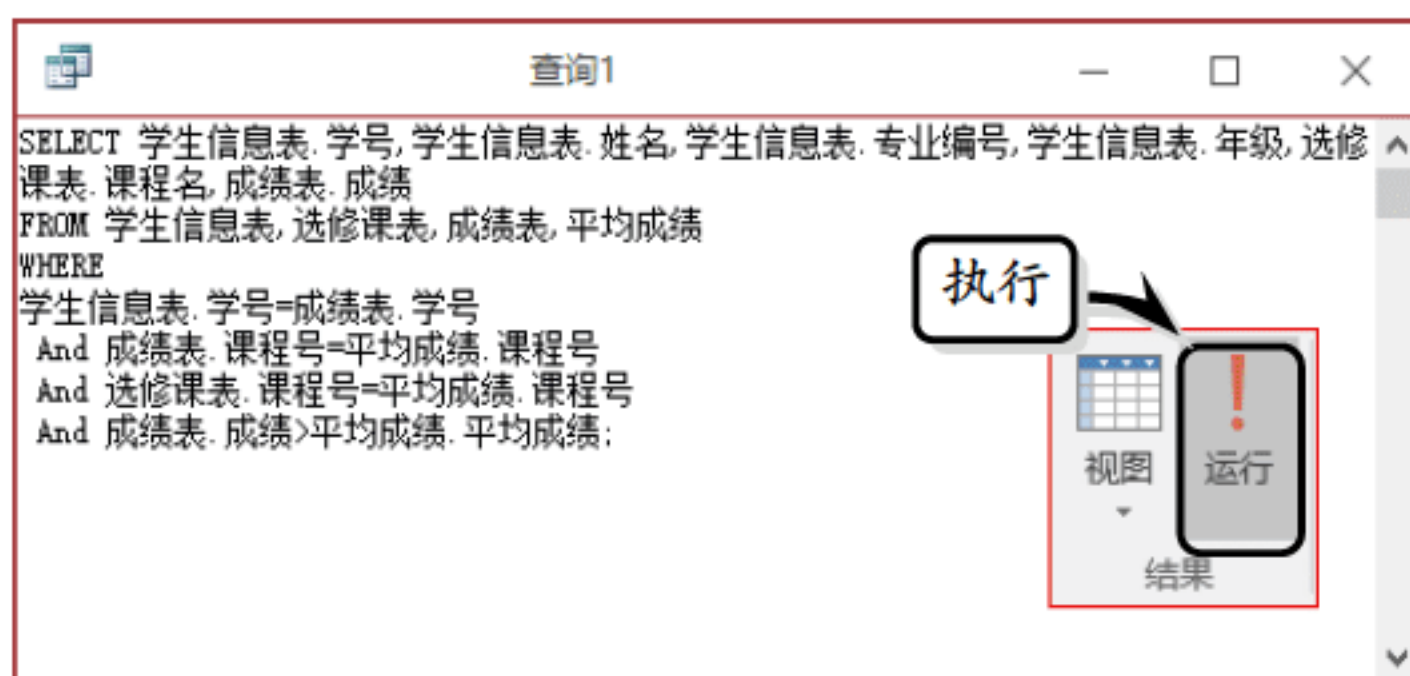 查询1
SELECT 学生信息表.学号,学生信息表.姓名,学生信息表.专业编号,学生信息表.年级,选修
课表.课程名,成绩表.成绩
FROM 学生信息表,选修课表,成绩表,平均成绩
WHERE
学生信息表.学号=成绩表.学号
And 成绩表.课程号=平均成绩.课程号
And 选修课表.课程号=平均成绩.课程号
And 成绩表.成绩>平均成绩.平均成绩;
执行
视图
运行
结果